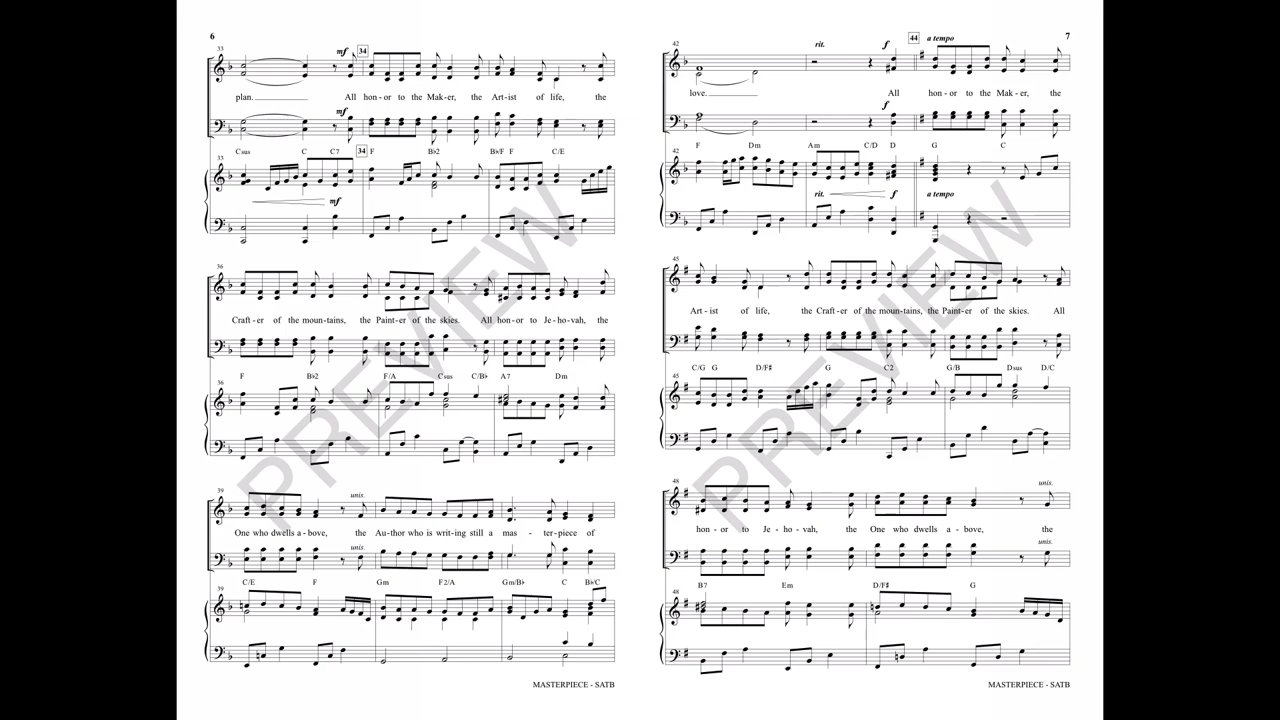 6
33
mf
34
plan. All hon - or to the Mak - er, the Art - ist of life, the
mf
Csus C C7 34 F B♭2 B♭/F F C/E
33
mf
36
Craft - er of the moun - tains, the Paint - er of the skies. All hon - or to Je - ho - vah, the
F B♭2 F/A Csus C/B♭ A7 Dm
36
39
unis.
One who dwells a - bove, the Au - thor who is writ - ing still a mas - ter - piece of
unis.
C/E F Gm F2/A Gm/B♭ C B♭/C
39
MASTERPIECE - SATB
7
42
rit. f 44 a tempo
love. All hon - or to the Mak - er, the
f
F Dm Am C/D D G C
42
rit. f a tempo
45
Art - ist of life, the Craft - er of the moun - tains, the Paint - er of the skies. All
C/G G D/F♯ G C2 G/B Dsus D/C
45
48
unis.
hon - or to Je - ho - vah, the One who dwells a - bove, the
unis.
B7 Em D/F♯ G
48
MASTERPIECE - SATB
PREVIEW
PREVIEW